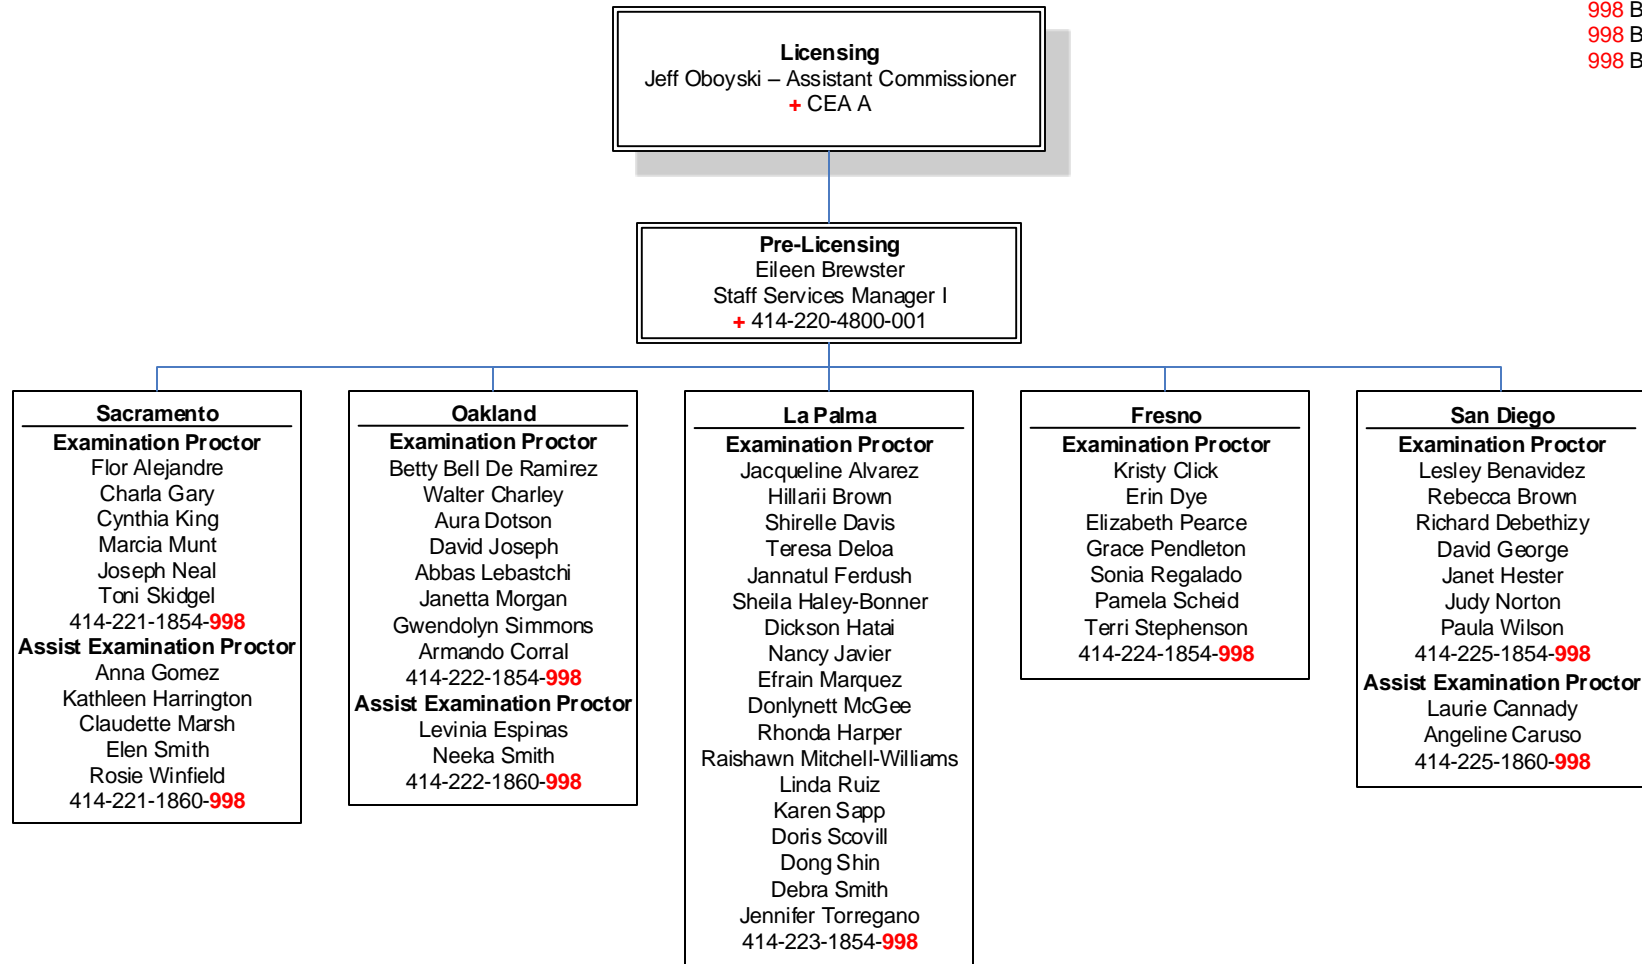 998 B
998 B
998 B
Licensing
Jeff Oboyski – Assistant Commissioner
+ CEA A
Pre-Licensing
Eileen Brewster
Staff Services Manager I
+ 414-220-4800-001
Sacramento
Examination Proctor
Flor Alejandre
Charla Gary
Cynthia King
Marcia Munt
Joseph Neal
Toni Skidgel
414-221-1854-998
Assist Examination Proctor
Anna Gomez
Kathleen Harrington
Claudette Marsh
Elen Smith
Rosie Winfield
414-221-1860-998
Oakland
Examination Proctor
Betty Bell De Ramirez
Walter Charley
Aura Dotson
David Joseph
Abbas Lebastchi
Janetta Morgan
Gwendolyn Simmons
Armando Corral
414-222-1854-998
Assist Examination Proctor
Levinia Espinas
Neeka Smith
414-222-1860-998
La Palma
Examination Proctor
Jacqueline Alvarez
Hillarii Brown
Shirelle Davis
Teresa Deloa
Jannatul Ferdush
Sheila Haley-Bonner
Dickson Hatai
Nancy Javier
Efrain Marquez
Donlynett McGee
Rhonda Harper
Raishawn Mitchell-Williams
Linda Ruiz
Karen Sapp
Doris Scovill
Dong Shin
Debra Smith
Jennifer Torregano
414-223-1854-998
Fresno
Examination Proctor
Kristy Click
Erin Dye
Elizabeth Pearce
Grace Pendleton
Sonia Regalado
Pamela Scheid
Terri Stephenson
414-224-1854-998
San Diego
Examination Proctor
Lesley Benavidez
Rebecca Brown
Richard Debethizy
David George
Janet Hester
Judy Norton
Paula Wilson
414-225-1854-998
Assist Examination Proctor
Laurie Cannady
Angeline Caruso
414-225-1860-998